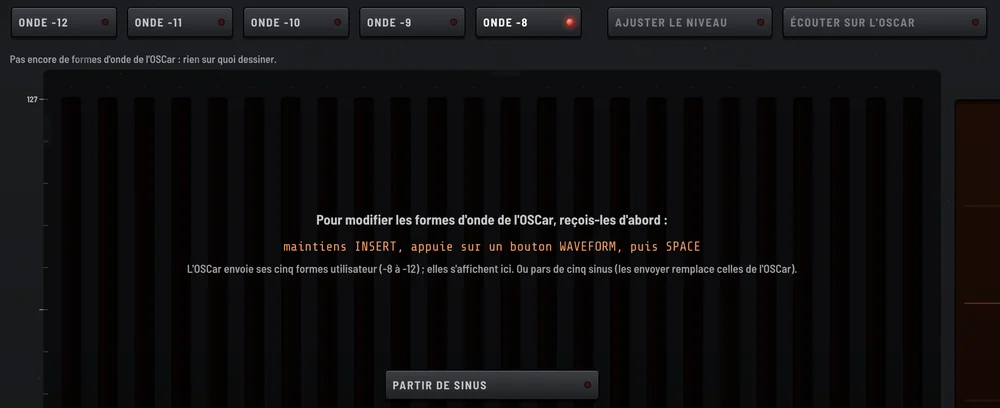 ONDE -12 ONDE -11 ONDE -10 ONDE -9 ONDE -8 AJUSTER LE NIVEAU ÉCOUTER SUR L'OSCAR
Pas encore de formes d'onde de l'OSCar : rien sur quoi dessiner.
127
Pour modifier les formes d'onde de l'OSCar, reçois-les d'abord :
maintiens INSERT, appuie sur un bouton WAVEFORM, puis SPACE
L'OSCar envoie ses cinq formes utilisateur (-8 à -12) ; elles s'affichent ici. Ou pars de cinq sinus (les envoyer remplace celles de l'OSCar).
PARTIR DE SINUS